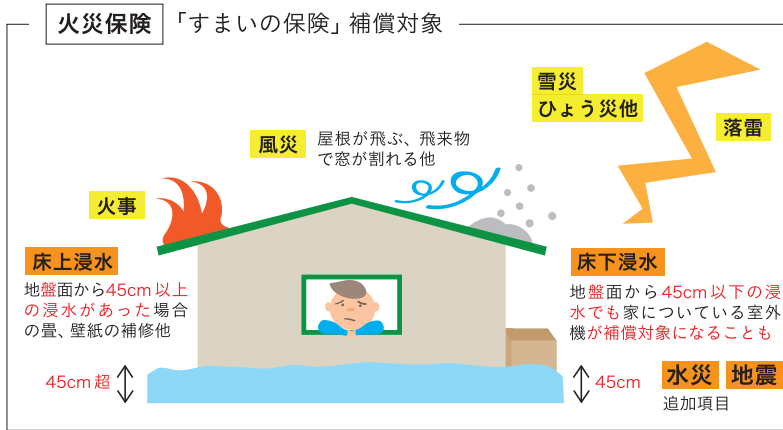 火災保険 「すまいの保険」補償対象
雪災
ひょう災他
落雷
風災
屋根が飛ぶ、飛来物
で窓が割れる他
火事
床上浸水
地盤面から45cm以上
の浸水があった場合
の畳、壁紙の補修他
床下浸水
地盤面から45cm以下の浸
水でも家についている室外
機が補償対象になることも
45cm超
45cm
水災 地震
追加項目